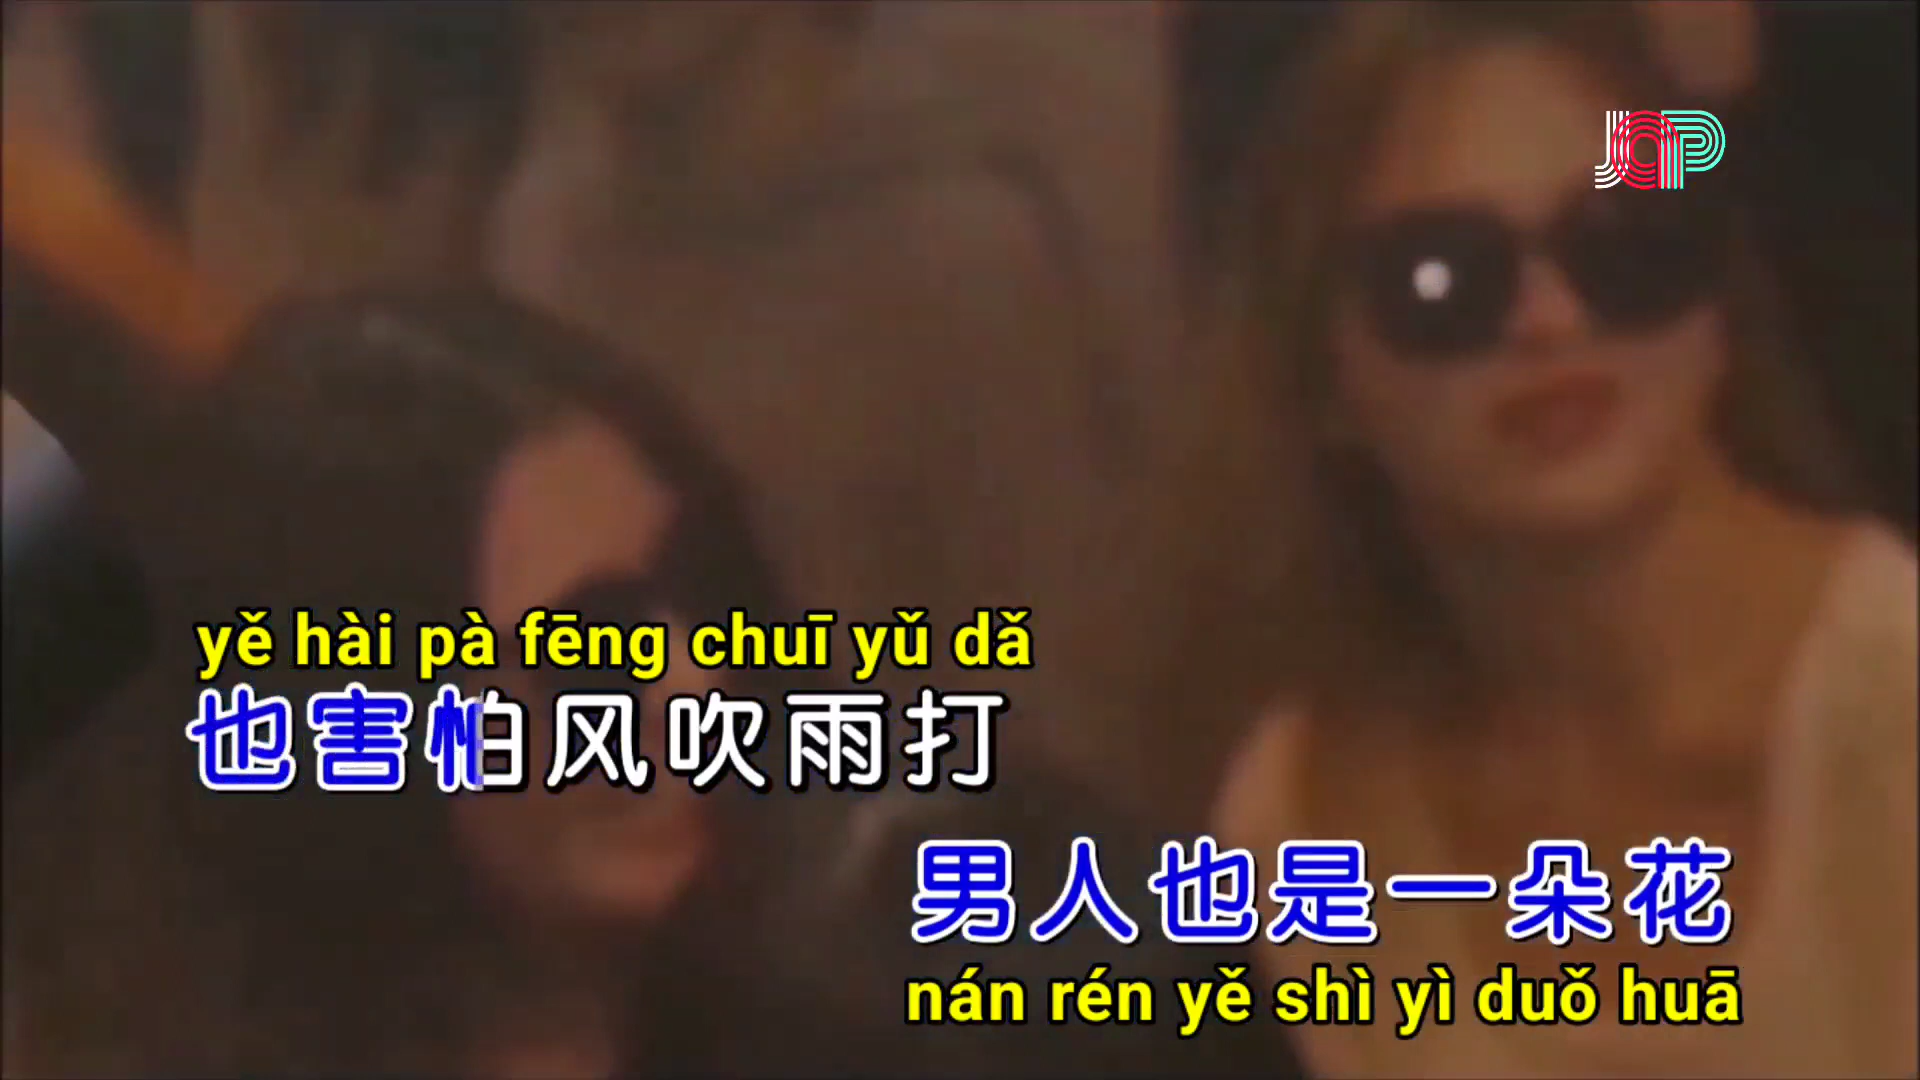 JAP
yě hài pà fēng chuī yǔ dǎ
也害怕风吹雨打
男人也是一朵花
nán rén yě shì yì duǒ huā